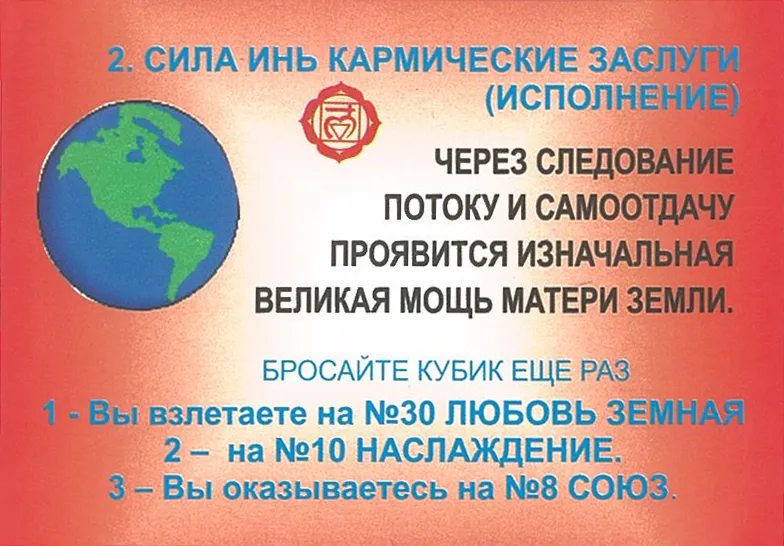 2. СИЛА ИНЬ КАРМИЧЕСКИЕ ЗАСЛУГИ
(ИСПОЛНЕНИЕ)
ЧЕРЕЗ СЛЕДОВАНИЕ
ПОТОКУ И САМООТДАЧУ
ПРОЯВИТСЯ ИЗНАЧАЛЬНАЯ
ВЕЛИКАЯ МОЩЬ МАТЕРИ ЗЕМЛИ.
БРОСАЙТЕ КУБИК ЕЩЕ РАЗ
1 - Вы взлетаете на №30 ЛЮБОВЬ ЗЕМНАЯ
2 – на №10 НАСЛАЖДЕНИЕ.
3 – Вы оказываетесь на №8 СОЮЗ.